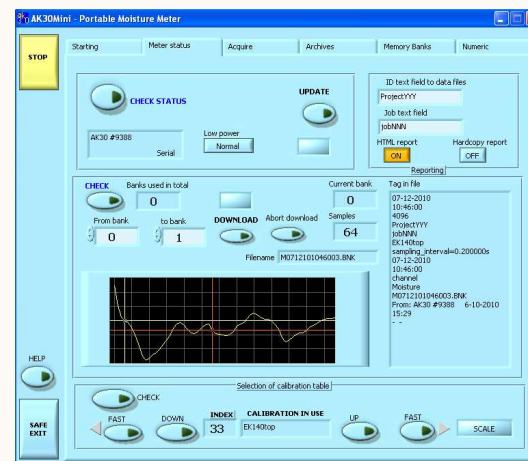 AK30Mini - Portable Moisture Meter
STOP
Starting
Meter status
Acquire
Archives
Memory Banks
Numeric
CHECK STATUS
UPDATE
AK30 #9388
Serial
Low power
Normal
ID text field to data files
ProjectYYY
Job text field
jobNNN
HTML report
Hardcopy report
ON
OFF
Reporting
CHECK
Banks used in total
0
Current bank
0
From bank
0
to bank
1
DOWNLOAD
Abort download
Samples
64
Filename
M0712101046003.BNK
Tag in file
07-12-2010
10:46:00
4096
ProjectYYY
jobNNN
EK140top
sampling_interval=0.200000s
07-12-2010
10:46:00
channel
Moisture
M0712101046003.BNK
From: AK30 #9388 6-10-2010
15:29
- -
HELP
SAFE
EXIT
Selection of calibration table
CHECK
FAST
DOWN
INDEX
33
CALIBRATION IN USE
EK140top
UP
FAST
SCALE